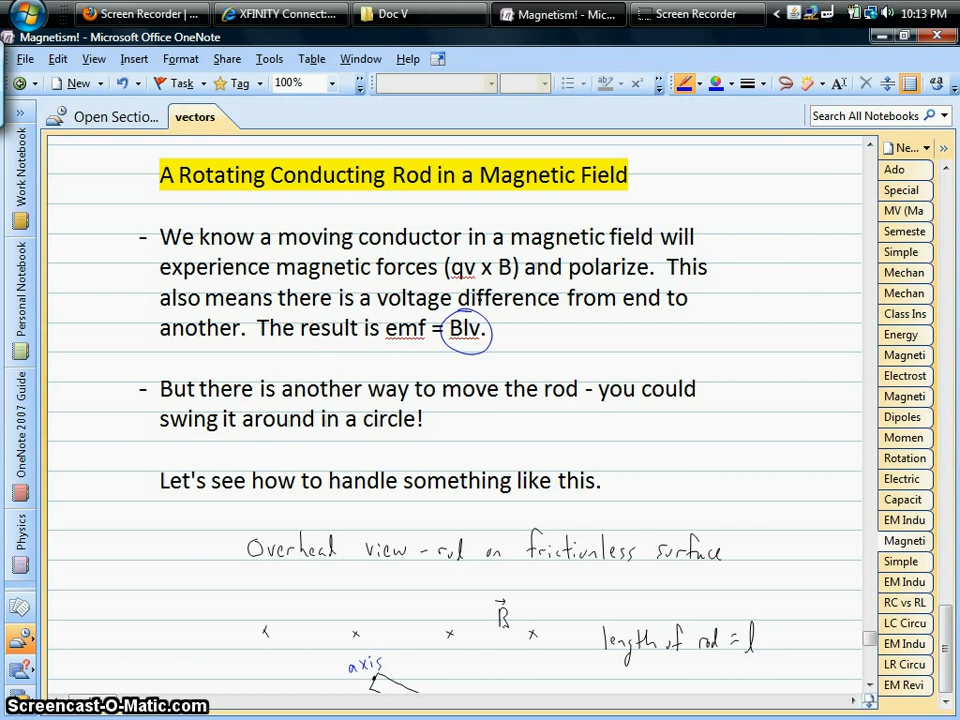 Screen Recorder | ...
XFINITY Connect:...
Doc V
Magnetism! - Mic...
Screen Recorder
10:13 PM
Magnetism! - Microsoft Office OneNote
File Edit View Insert Format Share Tools Table Window Help
New Task Tag 100%
Open Sectio... vectors
Search All Notebooks
A Rotating Conducting Rod in a Magnetic Field
- We know a moving conductor in a magnetic field will
experience magnetic forces (qv x B) and polarize. This
also means there is a voltage difference from end to
another. The result is emf = Blv.
- But there is another way to move the rod - you could
swing it around in a circle!
Let's see how to handle something like this.
Overhead view - rod on frictionless surface
B
x x x x
length of rod = l
axis
Work Notebook
Personal Notebook
OneNote 2007 Guide
Physics
Ne...
Ado
Special
MV (Ma
Semeste
Simple
Mechan
Mechan
Class Ins
Energy
Magneti
Electrost
Magneti
Dipoles
Momen
Rotation
Electric
Capacit
EM Indu
Magneti
Simple
EM Indu
RC vs RL
LC Circu
EM Indu
LR Circu
EM Revi
Screencast-O-Matic.com